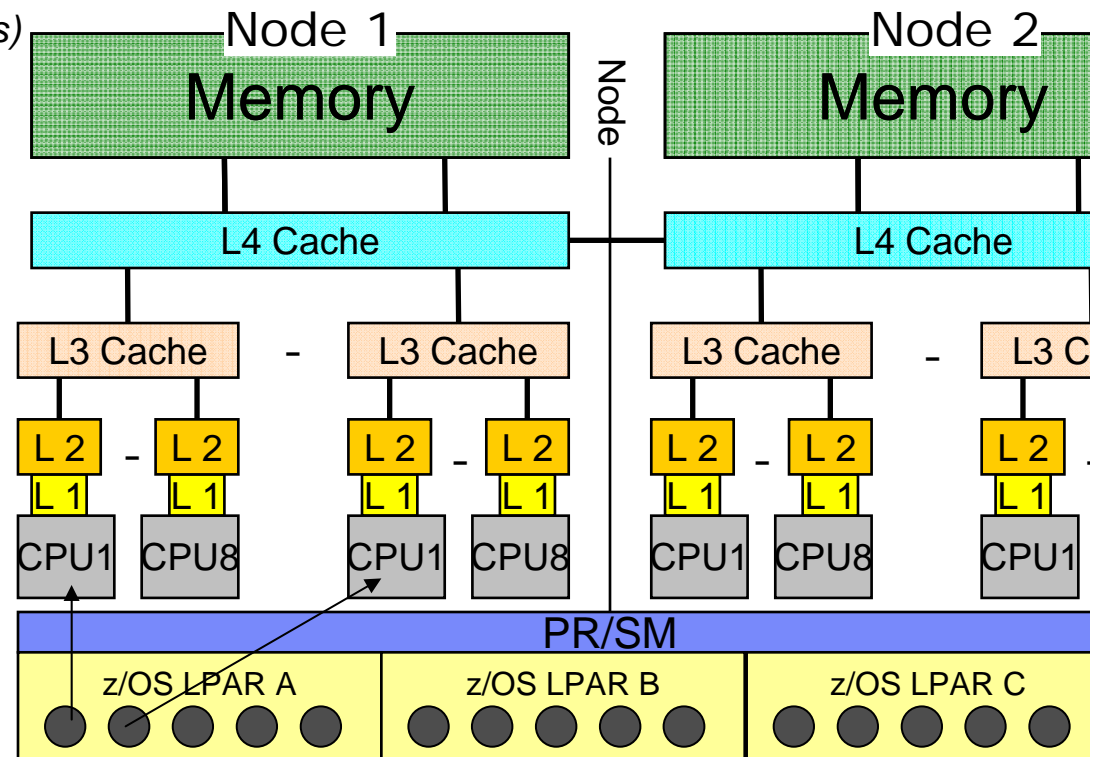 s)
Node 1
Node 2
Memory
Node
Memory
L4 Cache
L4 Cache
L3 Cache - L3 Cache
L3 Cache - L3 C
L 2 - L 2
L 2 - L 2
L 2 - L 2
L 2 -
L 1
L 1
L 1
L 1
L 1
L 1
L 1
CPU1
CPU8
CPU1
CPU8
CPU1
CPU8
CPU1
PR/SM
z/OS LPAR A
z/OS LPAR B
z/OS LPAR C